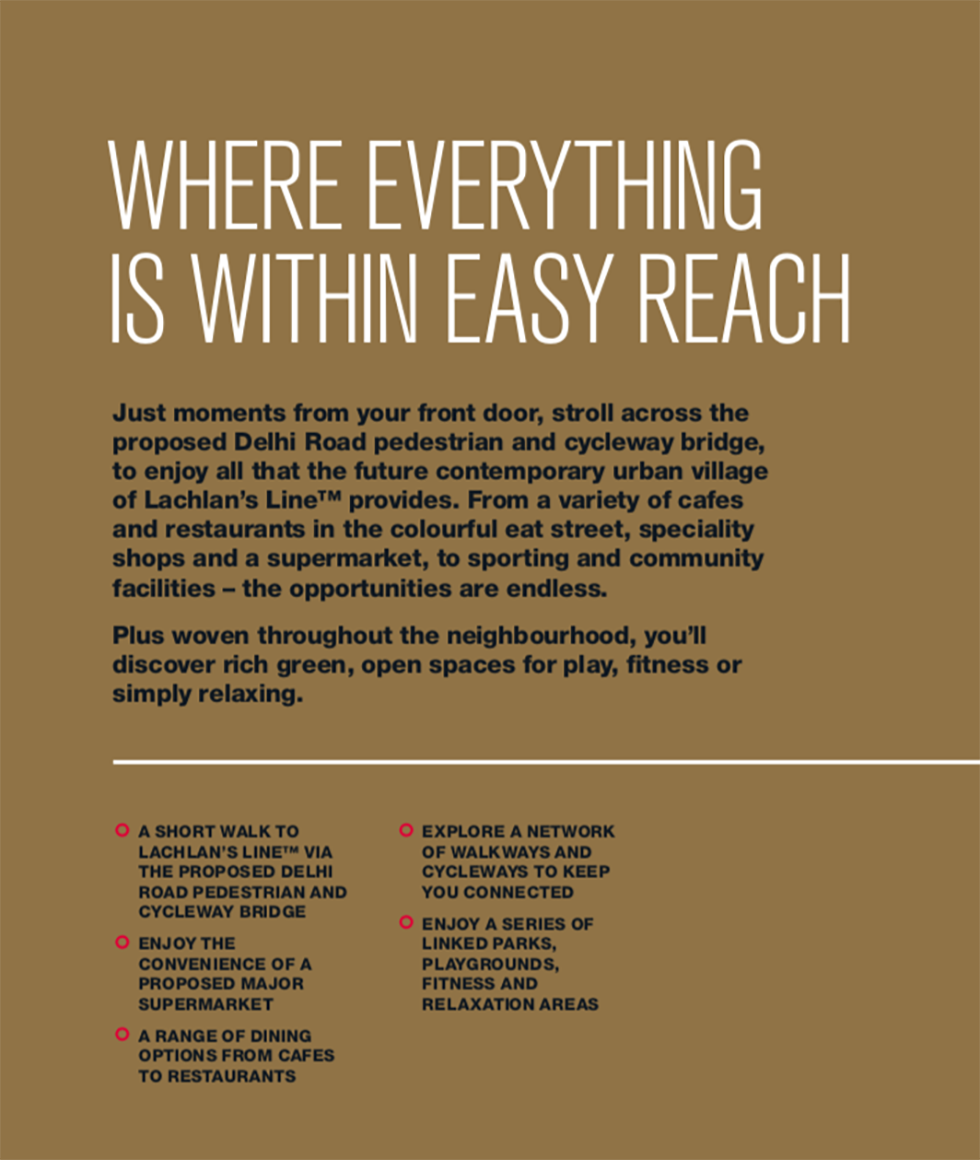 WHERE EVERYTHING
IS WITHIN EASY REACH
Just moments from your front door, stroll across the
proposed Delhi Road pedestrian and cycleway bridge,
to enjoy all that the future contemporary urban village
of Lachlan’s Line™ provides. From a variety of cafes
and restaurants in the colourful eat street, speciality
shops and a supermarket, to sporting and community
facilities – the opportunities are endless.
Plus woven throughout the neighbourhood, you’ll
discover rich green, open spaces for play, fitness or
simply relaxing.
A SHORT WALK TO
LACHLAN’S LINE™ VIA
THE PROPOSED DELHI
ROAD PEDESTRIAN AND
CYCLEWAY BRIDGE
ENJOY THE
CONVENIENCE OF A
PROPOSED MAJOR
SUPERMARKET
A RANGE OF DINING
OPTIONS FROM CAFES
TO RESTAURANTS
EXPLORE A NETWORK
OF WALKWAYS AND
CYCLEWAYS TO KEEP
YOU CONNECTED
ENJOY A SERIES OF
LINKED PARKS,
PLAYGROUNDS,
FITNESS AND
RELAXATION AREAS